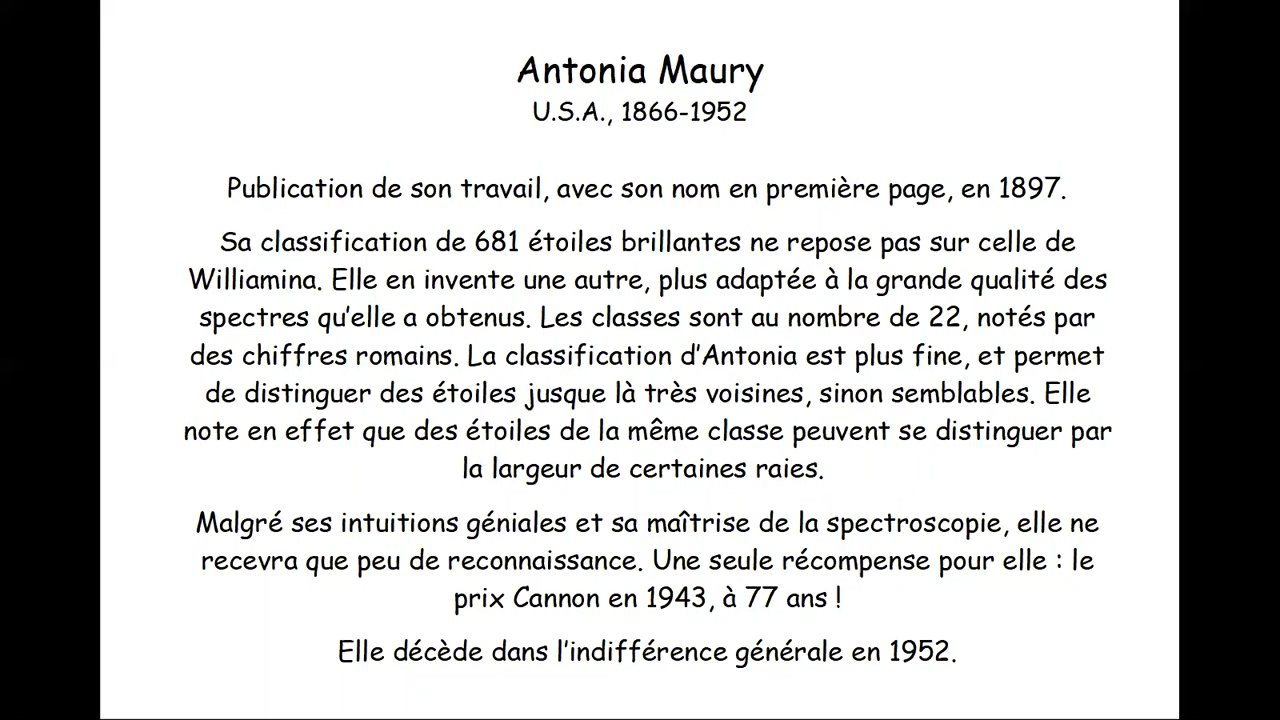 Antonia Maury
U.S.A., 1866-1952
Publication de son travail, avec son nom en première page, en 1897.
Sa classification de 681 étoiles brillantes ne repose pas sur celle de
Williamina. Elle en invente une autre, plus adaptée à la grande qualité des
spectres qu'elle a obtenus. Les classes sont au nombre de 22, notés par
des chiffres romains. La classification d'Antonia est plus fine, et permet
de distinguer des étoiles jusque là très voisines, sinon semblables. Elle
note en effet que des étoiles de la même classe peuvent se distinguer par
la largeur de certaines raies.
Malgré ses intuitions géniales et sa maîtrise de la spectroscopie, elle ne
recevra que peu de reconnaissance. Une seule récompense pour elle : le
prix Cannon en 1943, à 77 ans !
Elle décède dans l'indifférence générale en 1952.